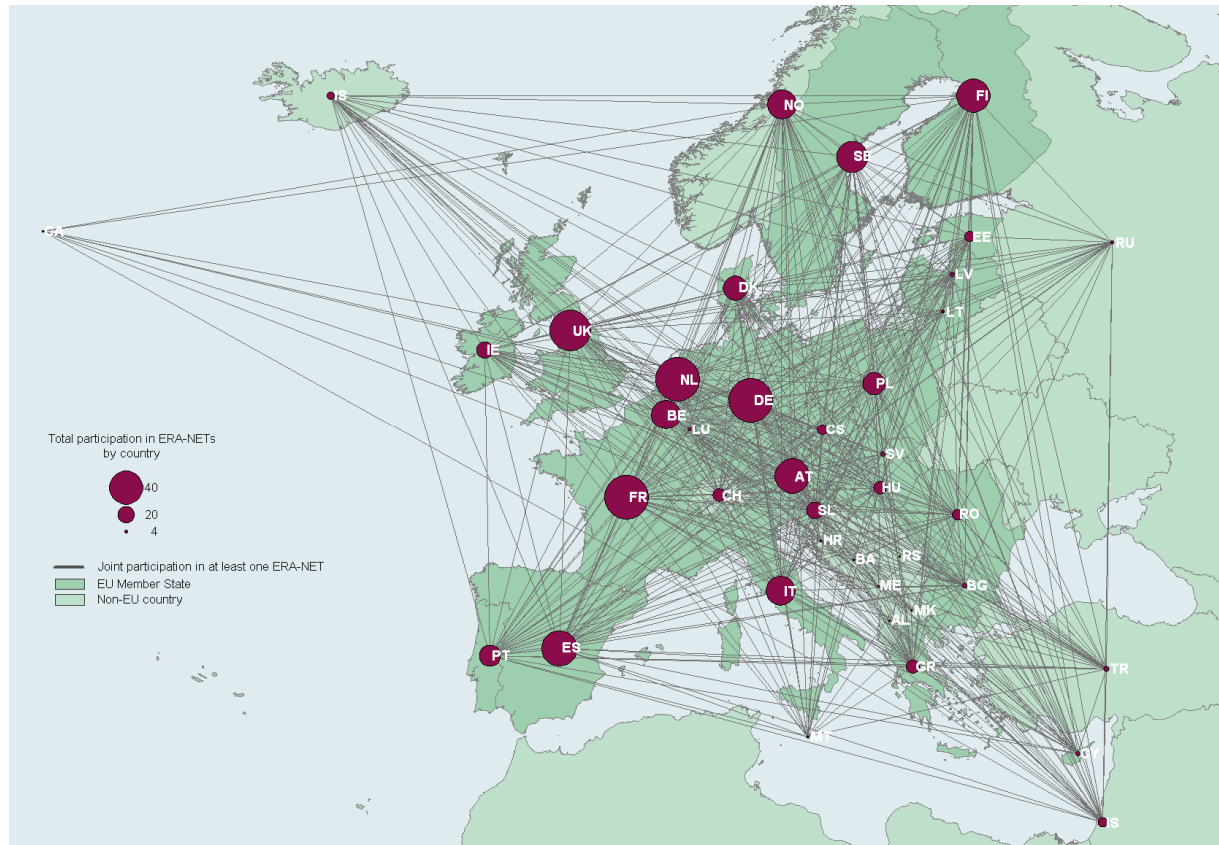 IS
NO
FI
SE
CA
EE
RU
LV
DK
LT
UK
IE
NL
PL
DE
BE
LU
CS
Total participation in ERA-NETs
by country
SV
AT
40
HU
FR
CH
SL
RO
20
4
HR
BA
RS
Joint participation in at least one ERA-NET
EU Member State
ME
BG
IT
Non-EU country
MK
AL
ES
PT
GR
TR
MT
CY
IS